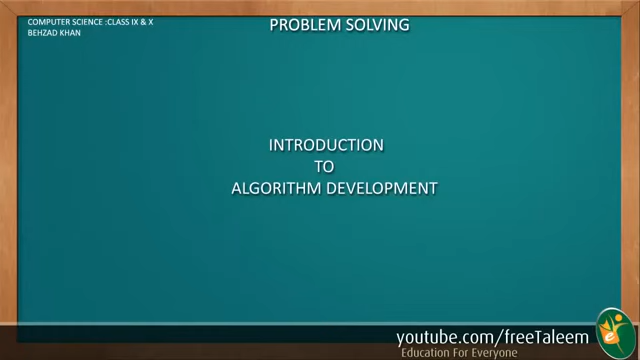 COMPUTER SCIENCE :CLASS IX & X
BEHZAD KHAN
PROBLEM SOLVING
INTRODUCTION
TO
ALGORITHM DEVELOPMENT
youtube.com/freeTaleem
Education For Everyone
e